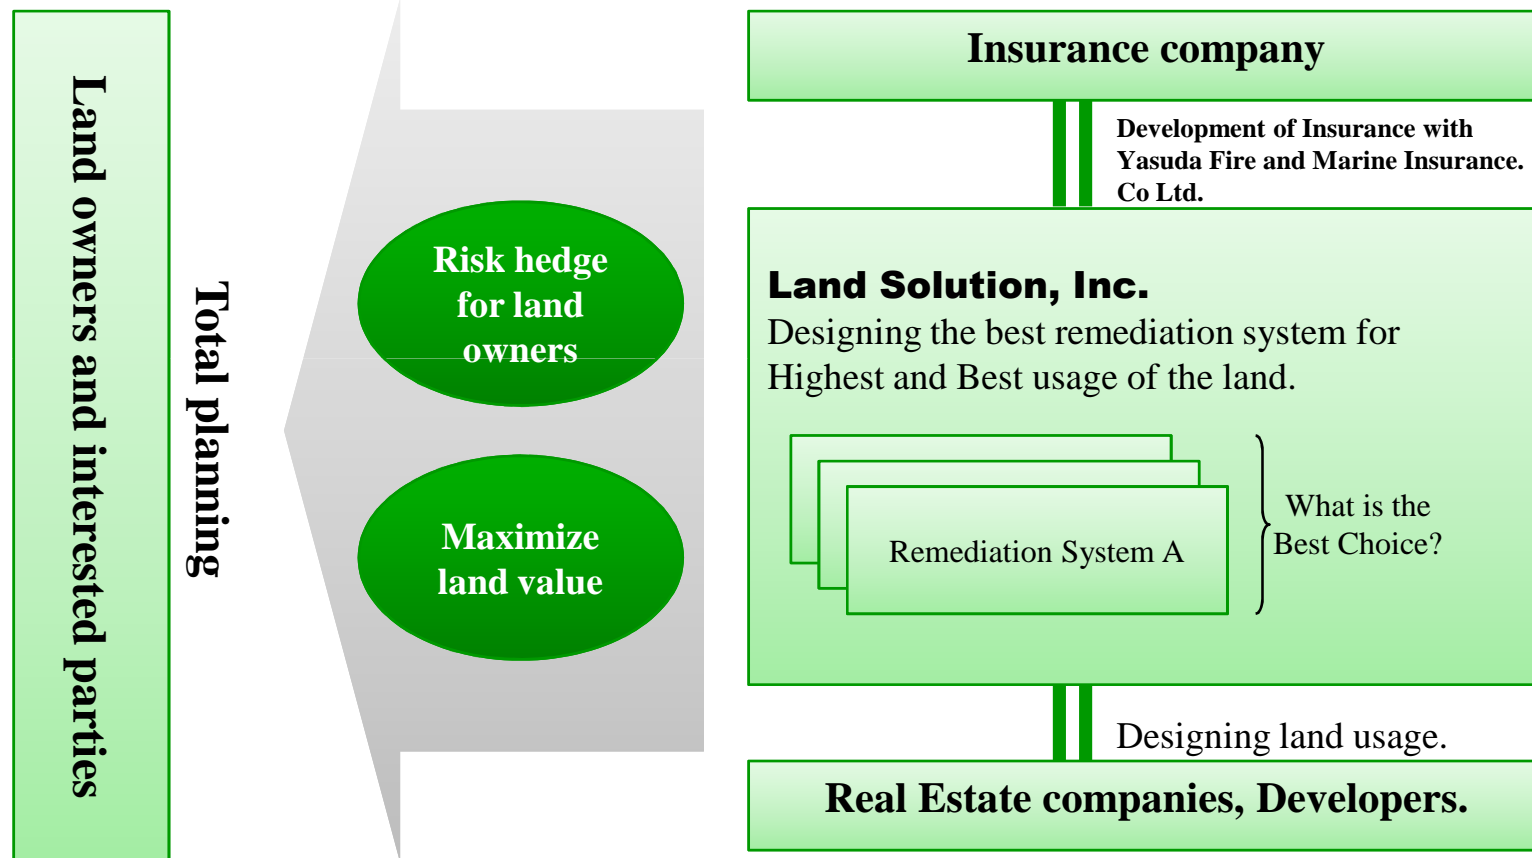 Land owners and interested parties
Total planning
Risk hedge
for land
owners
Maximize
land value
Insurance company
Development of Insurance with
Yasuda Fire and Marine Insurance.
Co Ltd.
Land Solution, Inc.
Designing the best remediation system for
Highest and Best usage of the land.
Remediation System A
What is the
Best Choice?
Designing land usage.
Real Estate companies, Developers.